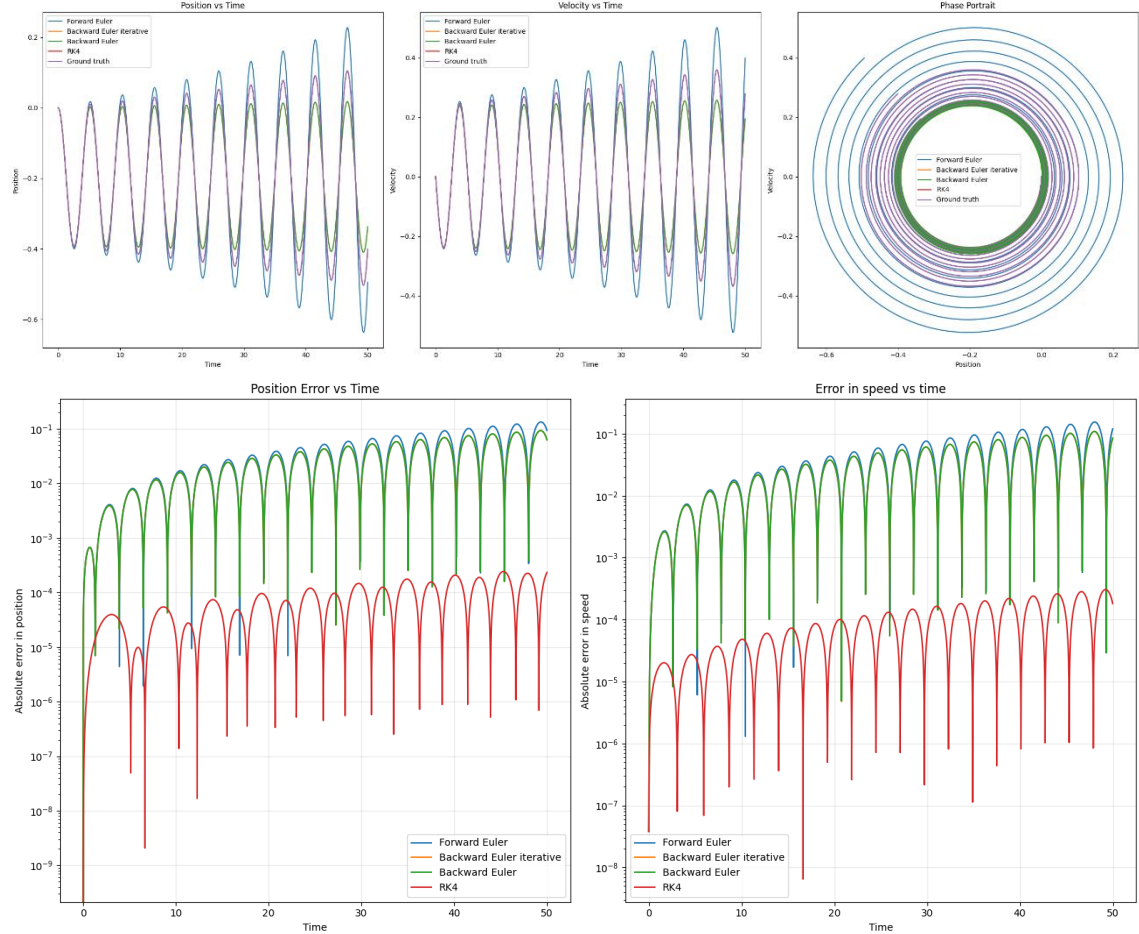 Position vs Time
Forward Euler
Backward Euler iterative
Backward Euler
RK4
Ground truth
0.2
0.0
−0.2
−0.4
−0.6
Position
0
10
20
30
40
50
Time
Velocity vs Time
Forward Euler
Backward Euler iterative
Backward Euler
RK4
Ground truth
0.4
0.2
0.0
−0.2
−0.4
Velocity
0
10
20
30
40
50
Time
Phase Portrait
Forward Euler
Backward Euler iterative
Backward Euler
RK4
Ground truth
0.4
0.2
0.0
−0.2
−0.4
Velocity
−0.6
−0.4
−0.2
0.0
0.2
Position
Position Error vs Time
10⁻¹
10⁻²
10⁻³
10⁻⁴
10⁻⁵
10⁻⁶
10⁻⁷
10⁻⁸
10⁻⁹
Absolute error in position
Forward Euler
Backward Euler iterative
Backward Euler
RK4
0
10
20
30
40
50
Time
Error in speed vs time
10⁻¹
10⁻²
10⁻³
10⁻⁴
10⁻⁵
10⁻⁶
10⁻⁷
10⁻⁸
Absolute error in speed
Forward Euler
Backward Euler iterative
Backward Euler
RK4
0
10
20
30
40
50
Time